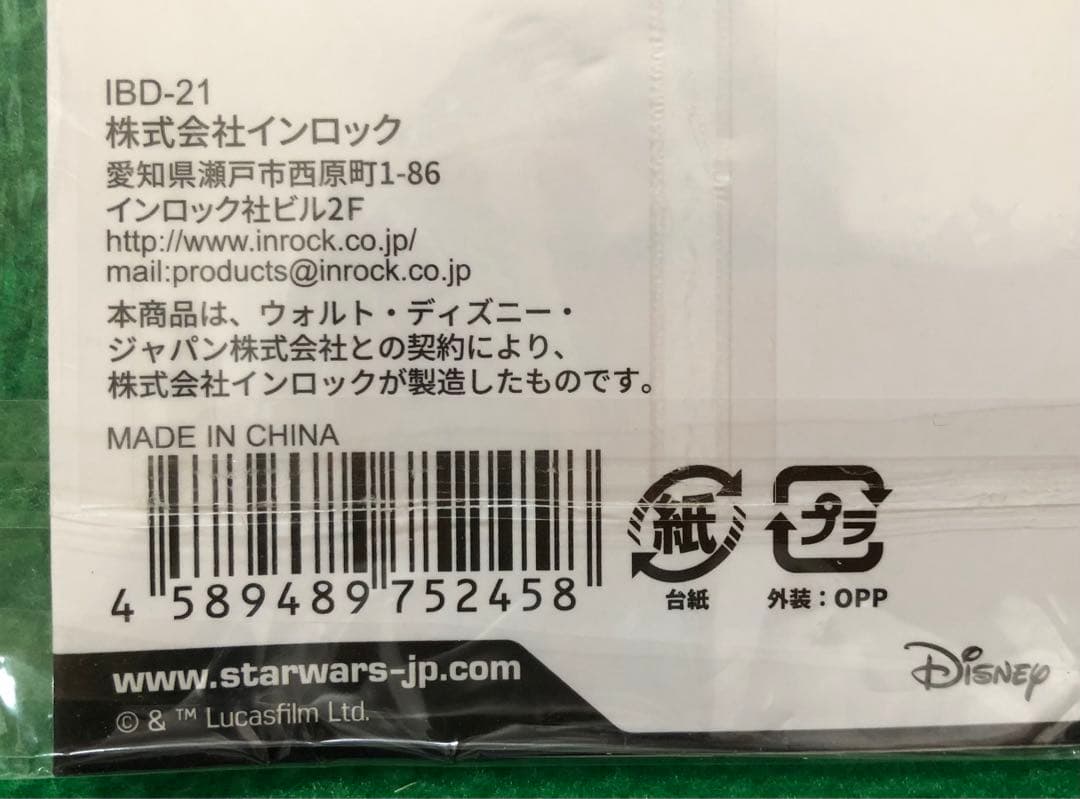 IBD-21
株式会社インロック
愛知県瀬戸市西原町1-86
インロック社ビル2F
http://www.inrock.co.jp/
mail:products@inrock.co.jp
本商品は、ウォルト・ディズニー・
ジャパン株式会社との契約により、
株式会社インロックが製造したものです。
MADE IN CHINA
4 589489 752458
紙
台紙
プラ
外装：OPP
www.starwars-jp.com
© & ™ Lucasfilm Ltd.
Disney